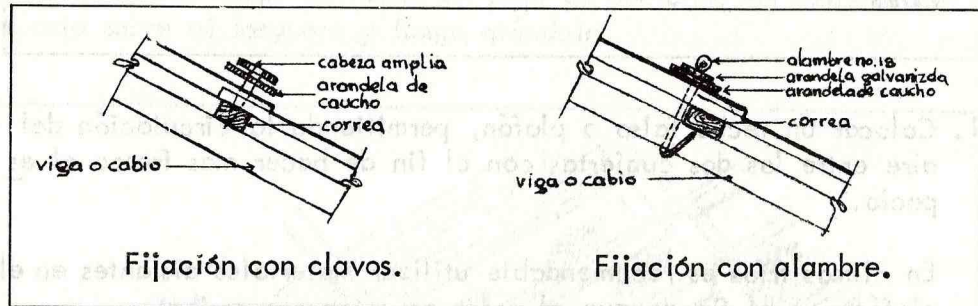 cabeza amplia
arandela de
caucho
correa
viga o cabio
Fijación con clavos.
alambre no.18
arandela galvanizda
arandela de caucho
correa
viga o cabio
Fijación con alambre.